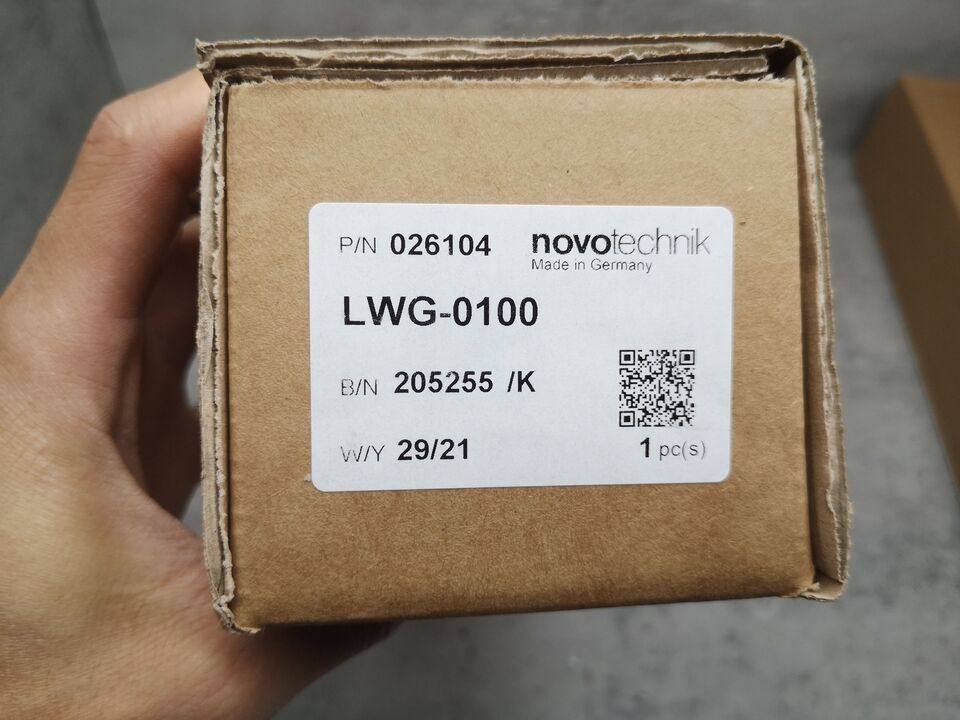 P/N 026104 novotechnik
Made in Germany
LWG-0100
B/N 205255 /K
W/Y 29/21
1 pc(s)